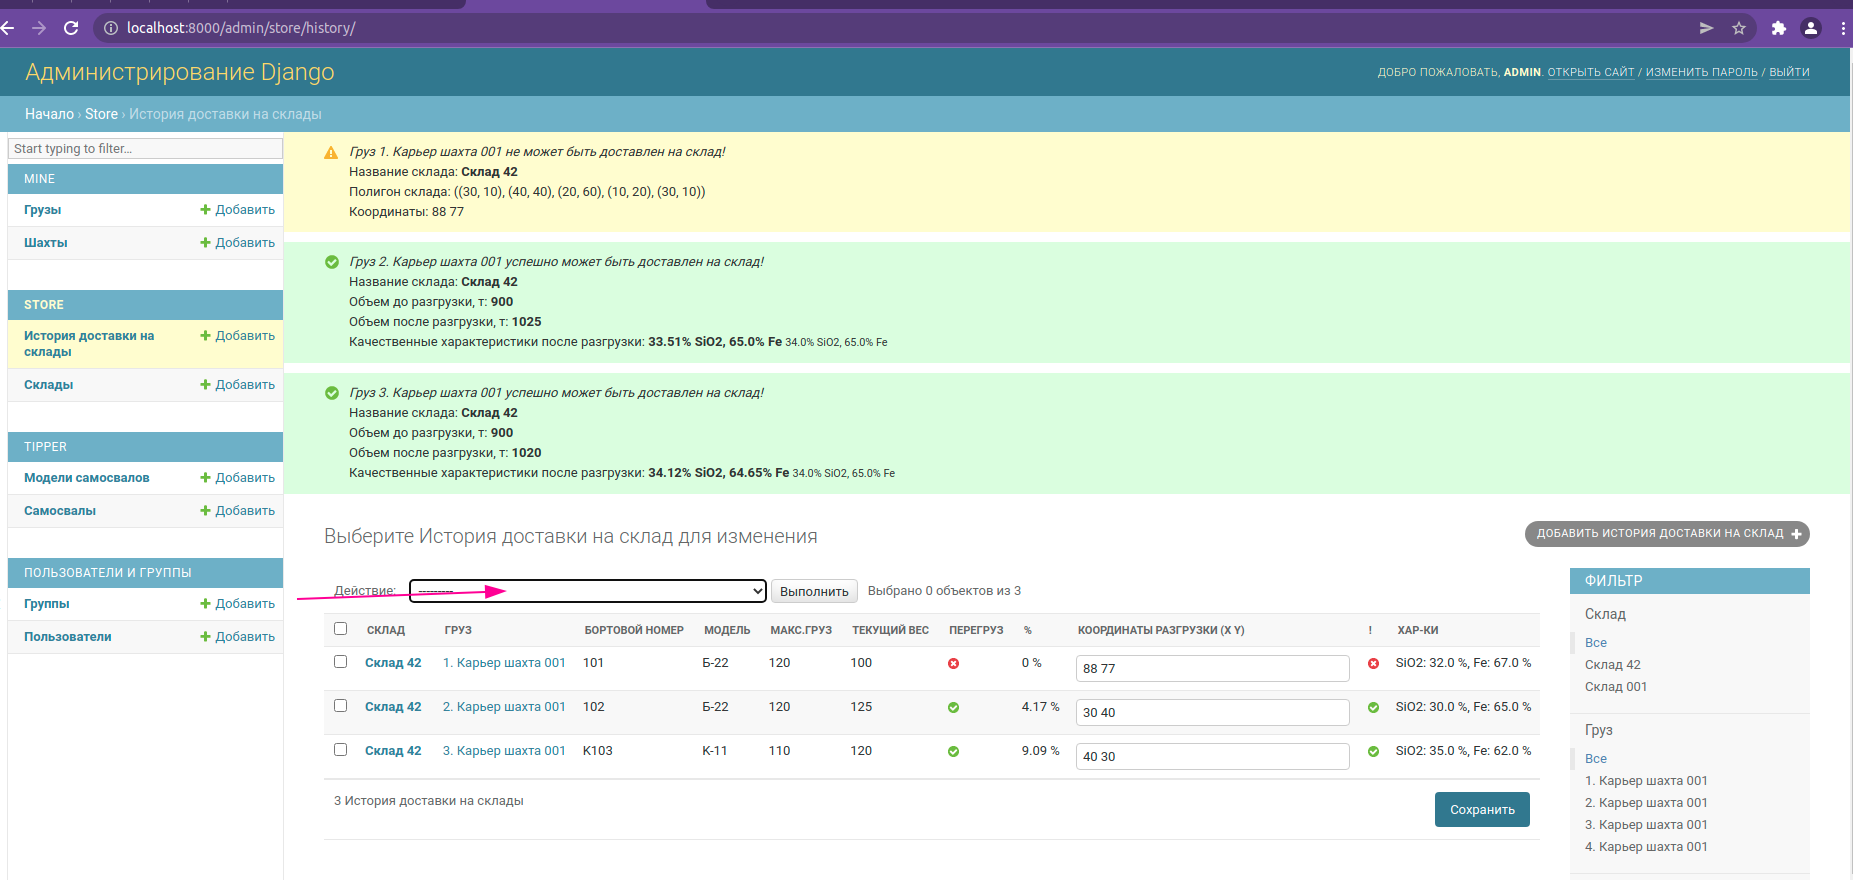 localhost:8000/admin/store/history/
Администрирование Django
ДОБРО ПОЖАЛОВАТЬ, ADMIN. ОТКРЫТЬ САЙТ / ИЗМЕНИТЬ ПАРОЛЬ / ВЫЙТИ
Начало › Store › История доставки на склады
Start typing to filter...
MINE
Грузы Добавить
Шахты Добавить
STORE
История доставки на склады Добавить
Склады Добавить
TIPPER
Модели самосвалов Добавить
Самосвалы Добавить
ПОЛЬЗОВАТЕЛИ И ГРУППЫ
Группы Добавить
Пользователи Добавить
Груз 1. Карьер шахта 001 не может быть доставлен на склад!
Название склада: Склад 42
Полигон склада: ((30, 10), (40, 40), (20, 60), (10, 20), (30, 10))
Координаты: 88 77
Груз 2. Карьер шахта 001 успешно может быть доставлен на склад!
Название склада: Склад 42
Объем до разгрузки, т: 900
Объем после разгрузки, т: 1025
Качественные характеристики после разгрузки: 33.51% SiO2, 65.0% Fe 34.0% SiO2, 65.0% Fe
Груз 3. Карьер шахта 001 успешно может быть доставлен на склад!
Название склада: Склад 42
Объем до разгрузки, т: 900
Объем после разгрузки, т: 1020
Качественные характеристики после разгрузки: 34.12% SiO2, 64.65% Fe 34.0% SiO2, 65.0% Fe
Выберите История доставки на склад для изменения
ДОБАВИТЬ ИСТОРИЯ ДОСТАВКИ НА СКЛАД
Действие: --------- Выполнить Выбрано 0 объектов из 3
СКЛАД ГРУЗ БОРТОВОЙ НОМЕР МОДЕЛЬ МАКС.ГРУЗ ТЕКУЩИЙ ВЕС ПЕРЕГРУЗ % КООРДИНАТЫ РАЗГРУЗКИ (X Y) ! ХАР-КИ
Склад 42 1. Карьер шахта 001 101 Б-22 120 100 0 % 88 77 SiO2: 32.0 %, Fe: 67.0 %
Склад 42 2. Карьер шахта 001 102 Б-22 120 125 4.17 % 30 40 SiO2: 30.0 %, Fe: 65.0 %
Склад 42 3. Карьер шахта 001 К103 К-11 110 120 9.09 % 40 30 SiO2: 35.0 %, Fe: 62.0 %
3 История доставки на склады
Сохранить
ФИЛЬТР
Склад
Все
Склад 42
Склад 001
Груз
Все
1. Карьер шахта 001
2. Карьер шахта 001
3. Карьер шахта 001
4. Карьер шахта 001